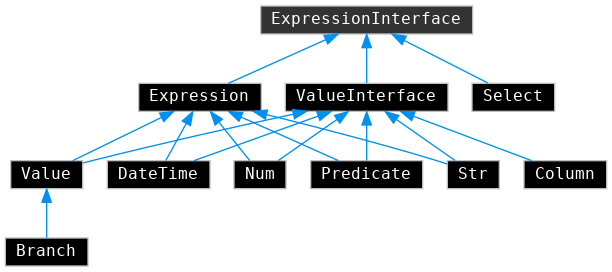 ExpressionInterface
Expression ValueInterface Select
Value DateTime Num Predicate Str Column
Branch